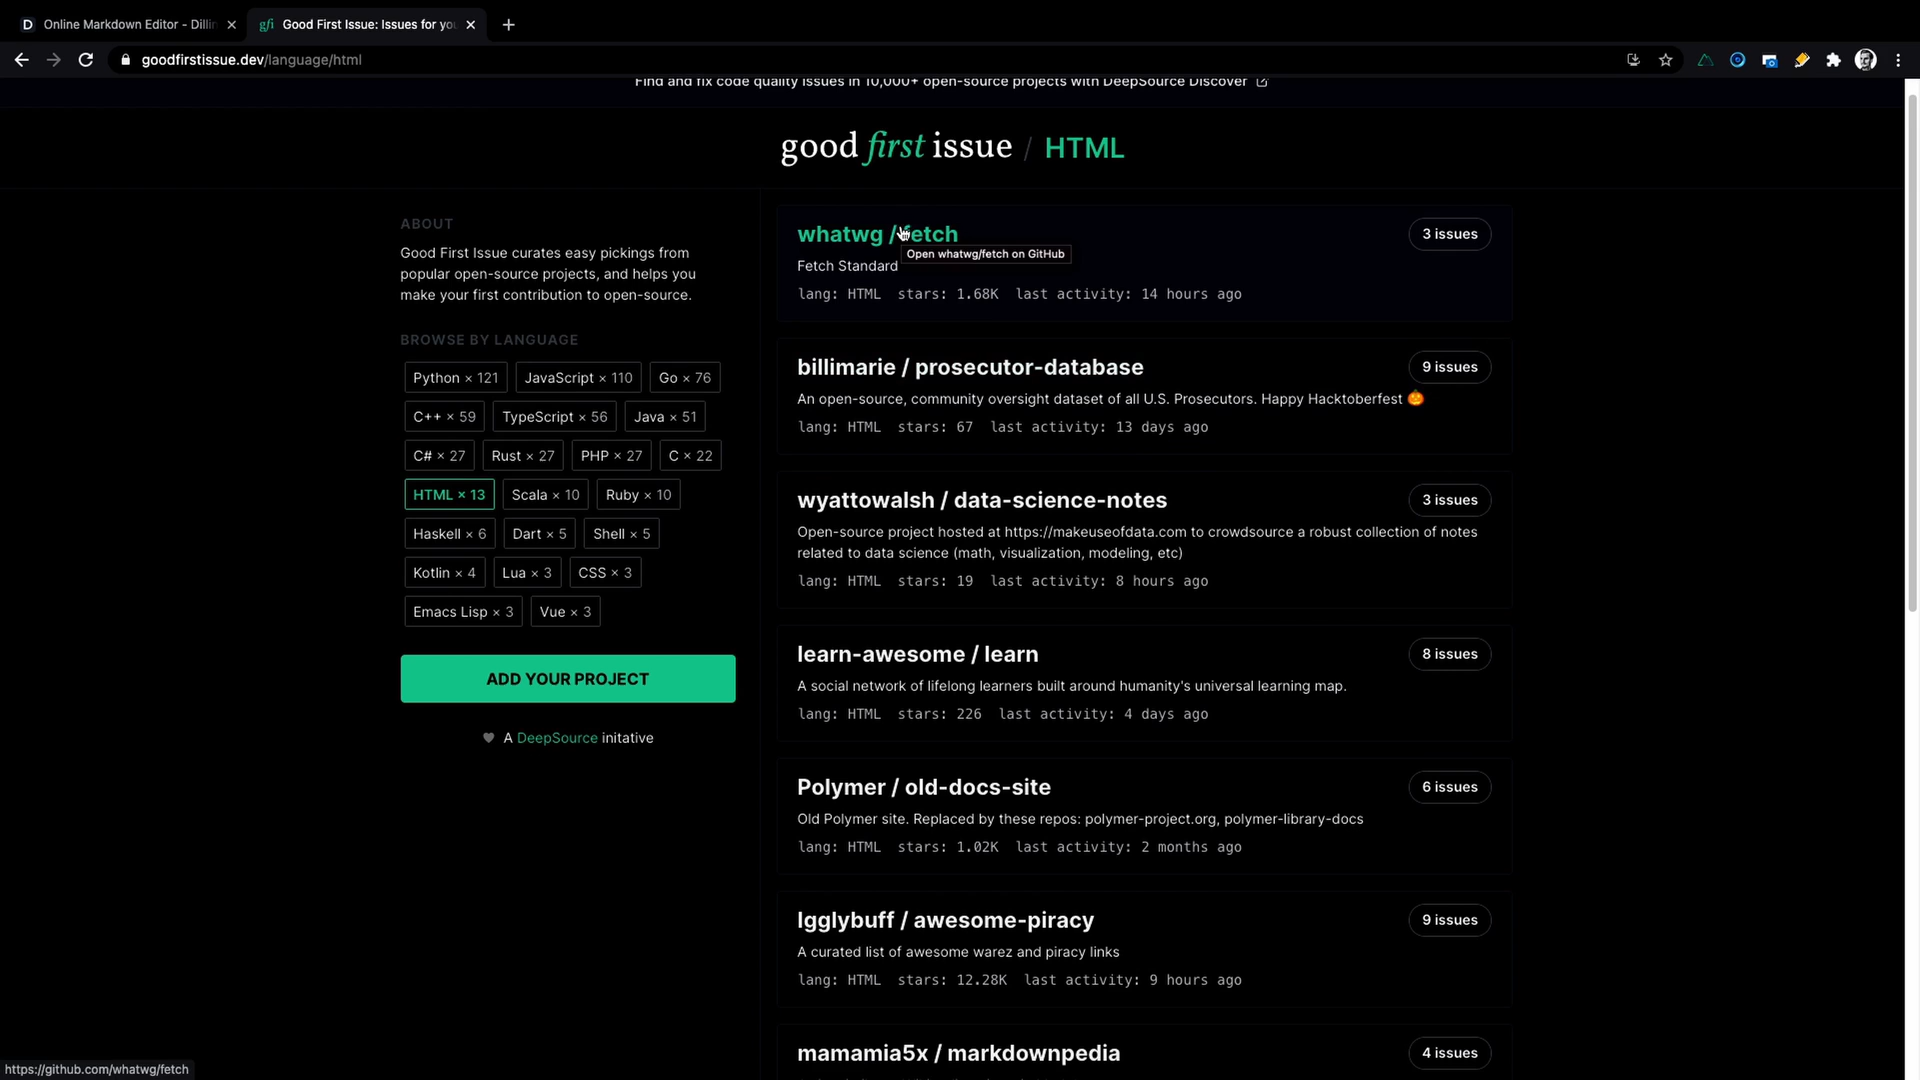 Online Markdown Editor - Dillin
gfi Good First Issue: Issues for you
goodfirstissue.dev/language/html
Find and fix code quality issues in 10,000+ open-source projects with DeepSource Discover
good first issue / HTML
ABOUT
Good First Issue curates easy pickings from
popular open-source projects, and helps you
make your first contribution to open-source.
BROWSE BY LANGUAGE
Python × 121 JavaScript × 110 Go × 76
C++ × 59 TypeScript × 56 Java × 51
C# × 27 Rust × 27 PHP × 27 C × 22
HTML × 13 Scala × 10 Ruby × 10
Haskell × 6 Dart × 5 Shell × 5
Kotlin × 4 Lua × 3 CSS × 3
Emacs Lisp × 3 Vue × 3
ADD YOUR PROJECT
A DeepSource initative
whatwg / fetch
3 issues
Open whatwg/fetch on GitHub
Fetch Standard
lang: HTML stars: 1.68K last activity: 14 hours ago
billimarie / prosecutor-database
9 issues
An open-source, community oversight dataset of all U.S. Prosecutors. Happy Hacktoberfest 🎃
lang: HTML stars: 67 last activity: 13 days ago
wyattowalsh / data-science-notes
3 issues
Open-source project hosted at https://makeuseofdata.com to crowdsource a robust collection of notes
related to data science (math, visualization, modeling, etc)
lang: HTML stars: 19 last activity: 8 hours ago
learn-awesome / learn
8 issues
A social network of lifelong learners built around humanity's universal learning map.
lang: HTML stars: 226 last activity: 4 days ago
Polymer / old-docs-site
6 issues
Old Polymer site. Replaced by these repos: polymer-project.org, polymer-library-docs
lang: HTML stars: 1.02K last activity: 2 months ago
Igglybuff / awesome-piracy
9 issues
A curated list of awesome warez and piracy links
lang: HTML stars: 12.28K last activity: 9 hours ago
mamamia5x / markdownpedia
4 issues
https://github.com/whatwg/fetch